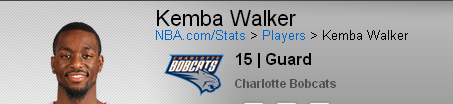 Kemba Walker
NBA.com/Stats > Players > Kemba Walker
CHARLOTTE
BOBCATS
15 | Guard
Charlotte Bobcats